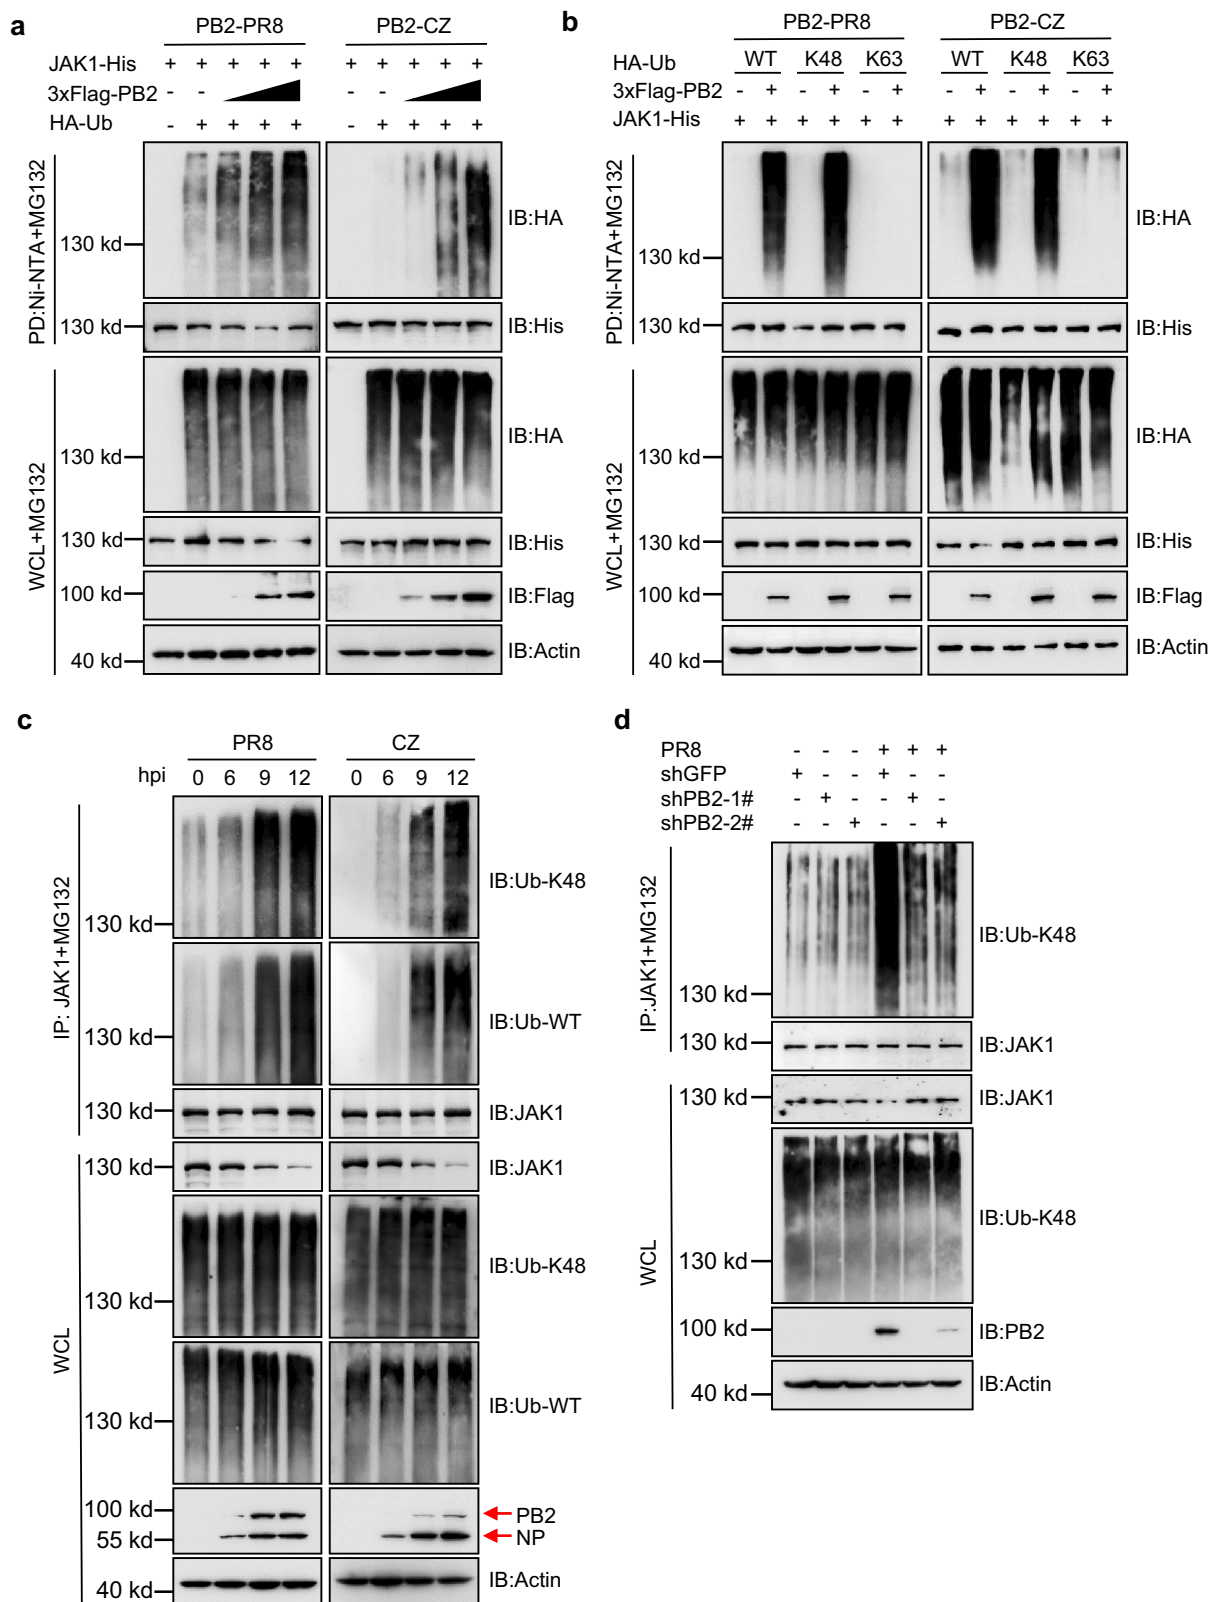 a
PB2-PR8 PB2-CZ
JAK1-His + + + + + + + + + +
3xFlag-PB2 - - - -
HA-Ub - + + + + - + + + +
PD:Ni-NTA+MG132
130 kd
IB:HA
130 kd
IB:His
WCL+MG132
130 kd
IB:HA
130 kd
IB:His
100 kd
IB:Flag
40 kd
IB:Actin
b
PB2-PR8 PB2-CZ
HA-Ub WT K48 K63 WT K48 K63
3xFlag-PB2 - + - + - + - + - + - +
JAK1-His + + + + + + + + + + + +
PD:Ni-NTA+MG132
130 kd
IB:HA
130 kd
IB:His
WCL+MG132
130 kd
IB:HA
130 kd
IB:His
100 kd
IB:Flag
40 kd
IB:Actin
c
PR8 CZ
hpi 0 6 9 12 0 6 9 12
IP: JAK1+MG132
130 kd
IB:Ub-K48
130 kd
IB:Ub-WT
130 kd
IB:JAK1
WCL
130 kd
IB:JAK1
130 kd
IB:Ub-K48
130 kd
IB:Ub-WT
100 kd
PB2
55 kd
NP
40 kd
IB:Actin
d
PR8 - - - + + +
shGFP + - - + - -
shPB2-1# - + - - + -
shPB2-2# - - + - - +
IP:JAK1+MG132
130 kd
IB:Ub-K48
130 kd
IB:JAK1
WCL
130 kd
IB:JAK1
130 kd
IB:Ub-K48
100 kd
IB:PB2
40 kd
IB:Actin